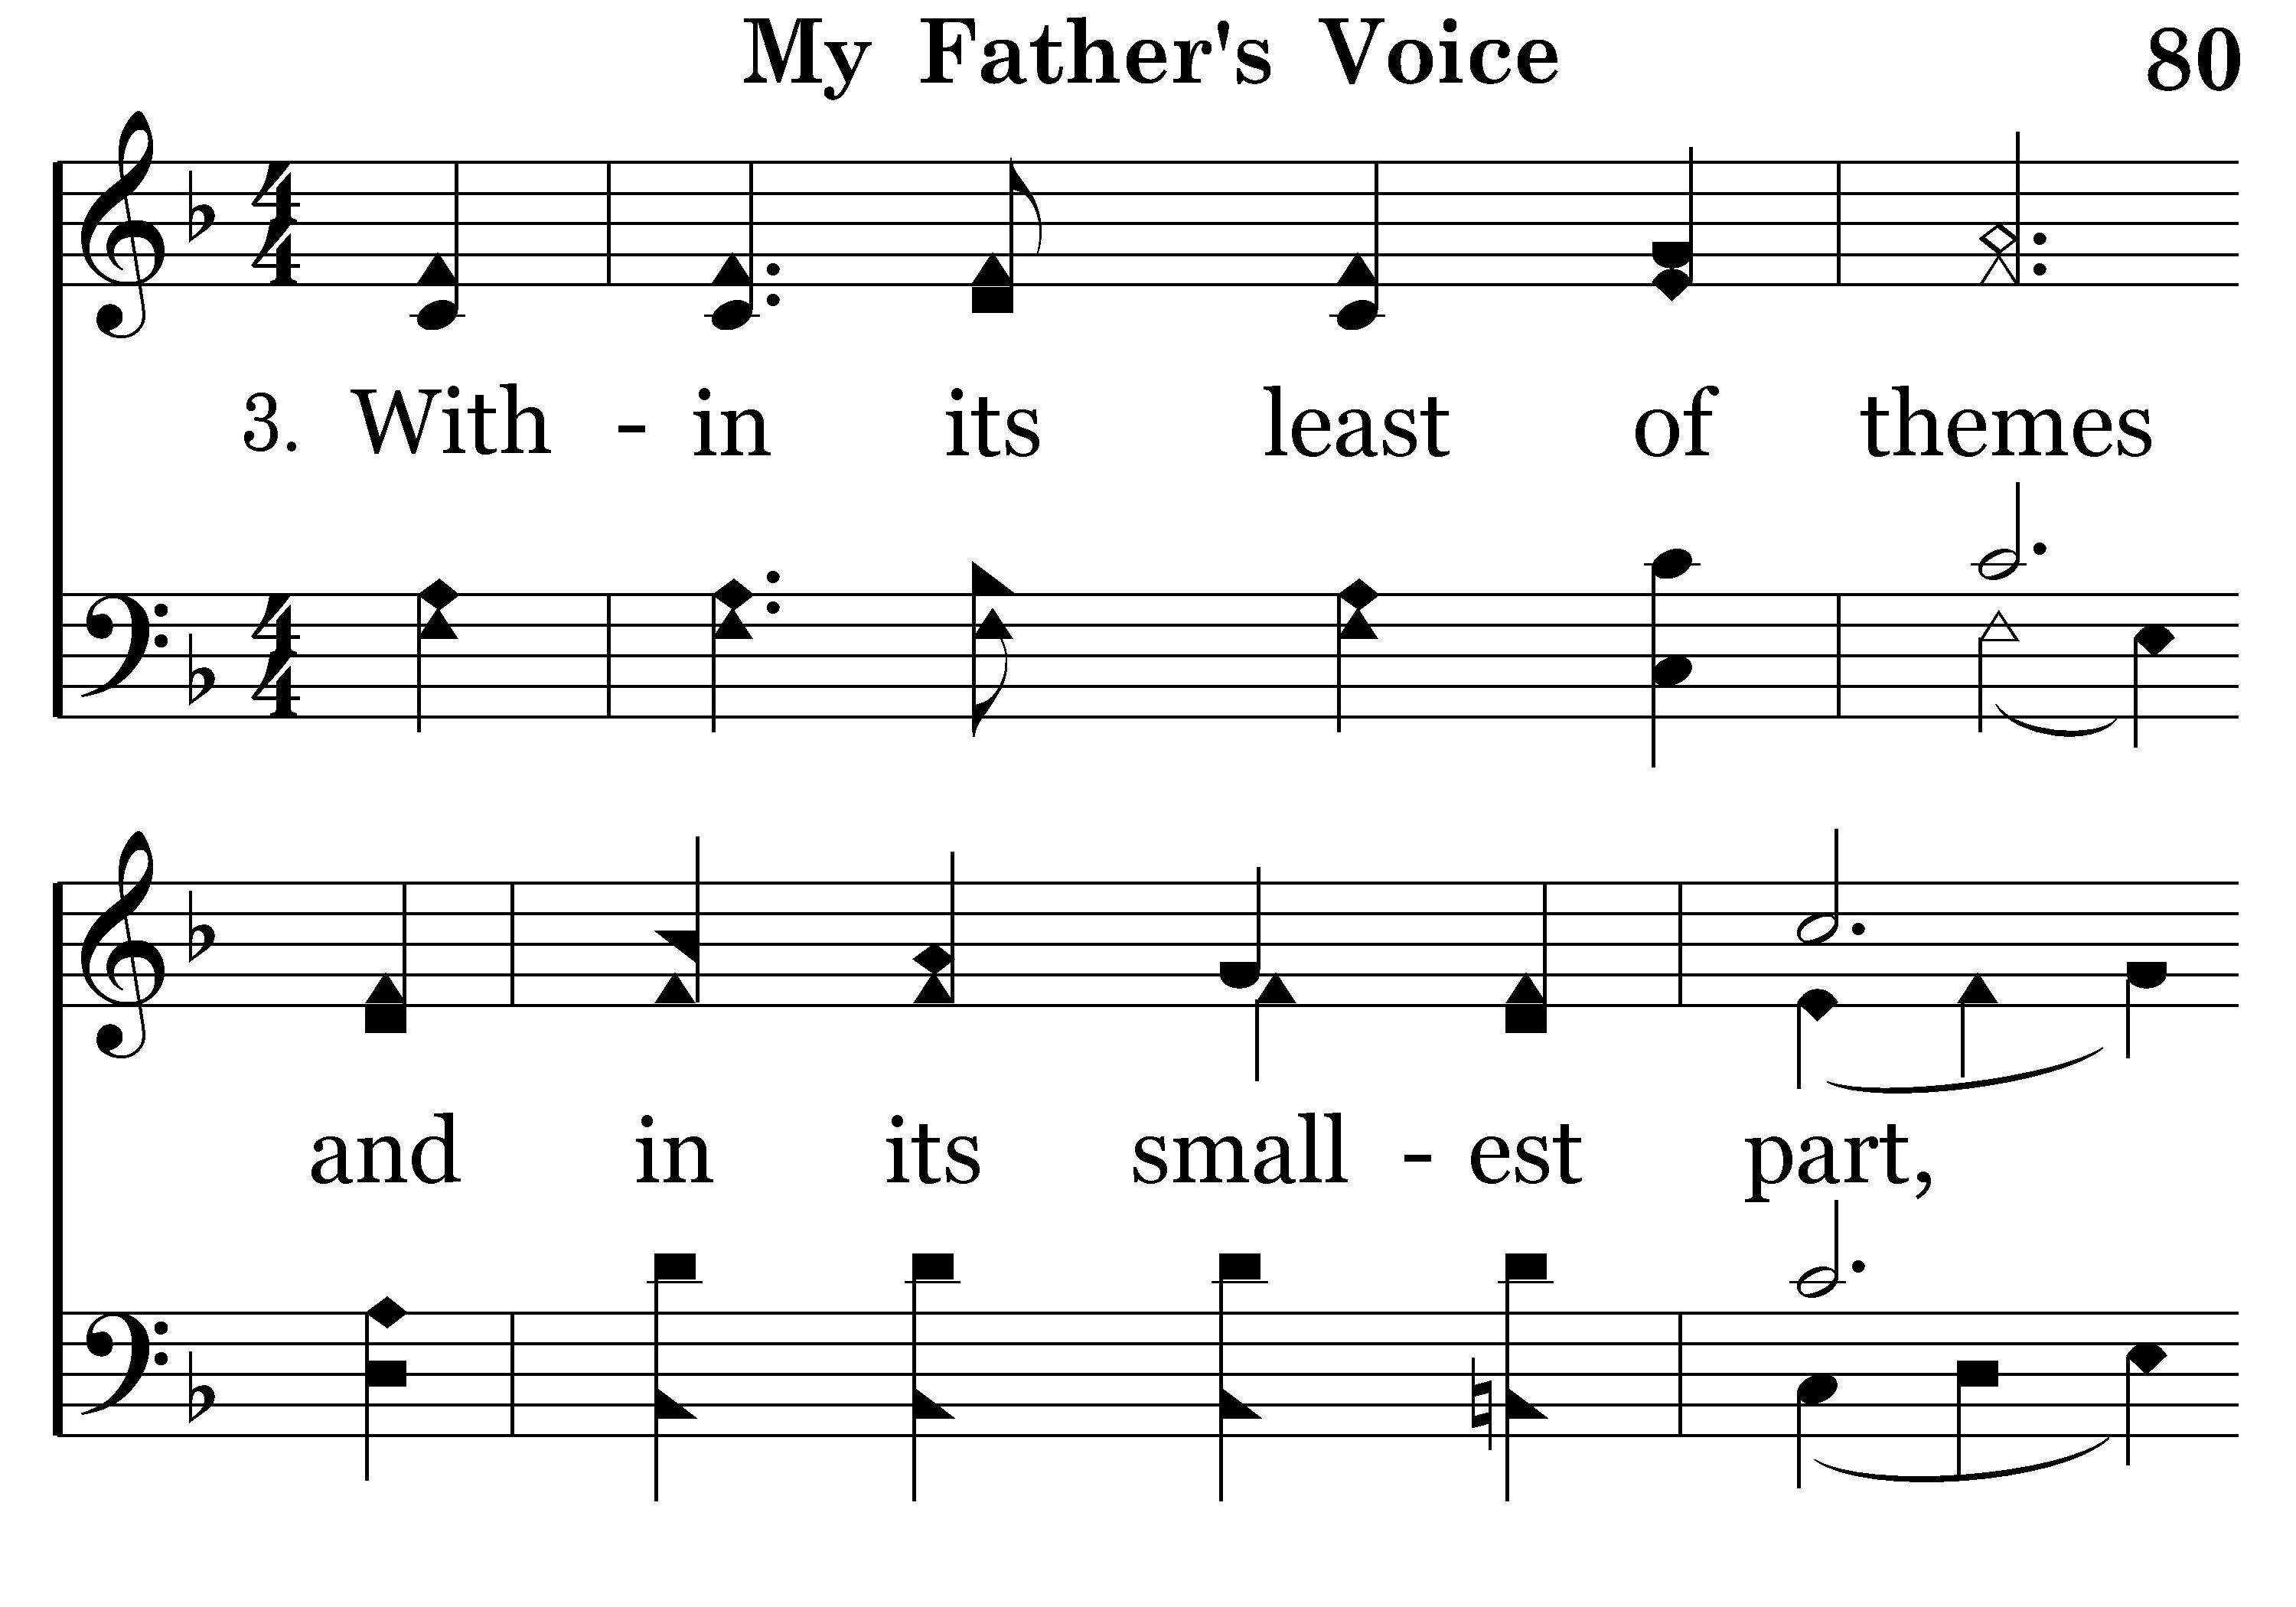 My Father's Voice 80
3. With - in its least of themes
and in its small - est part,